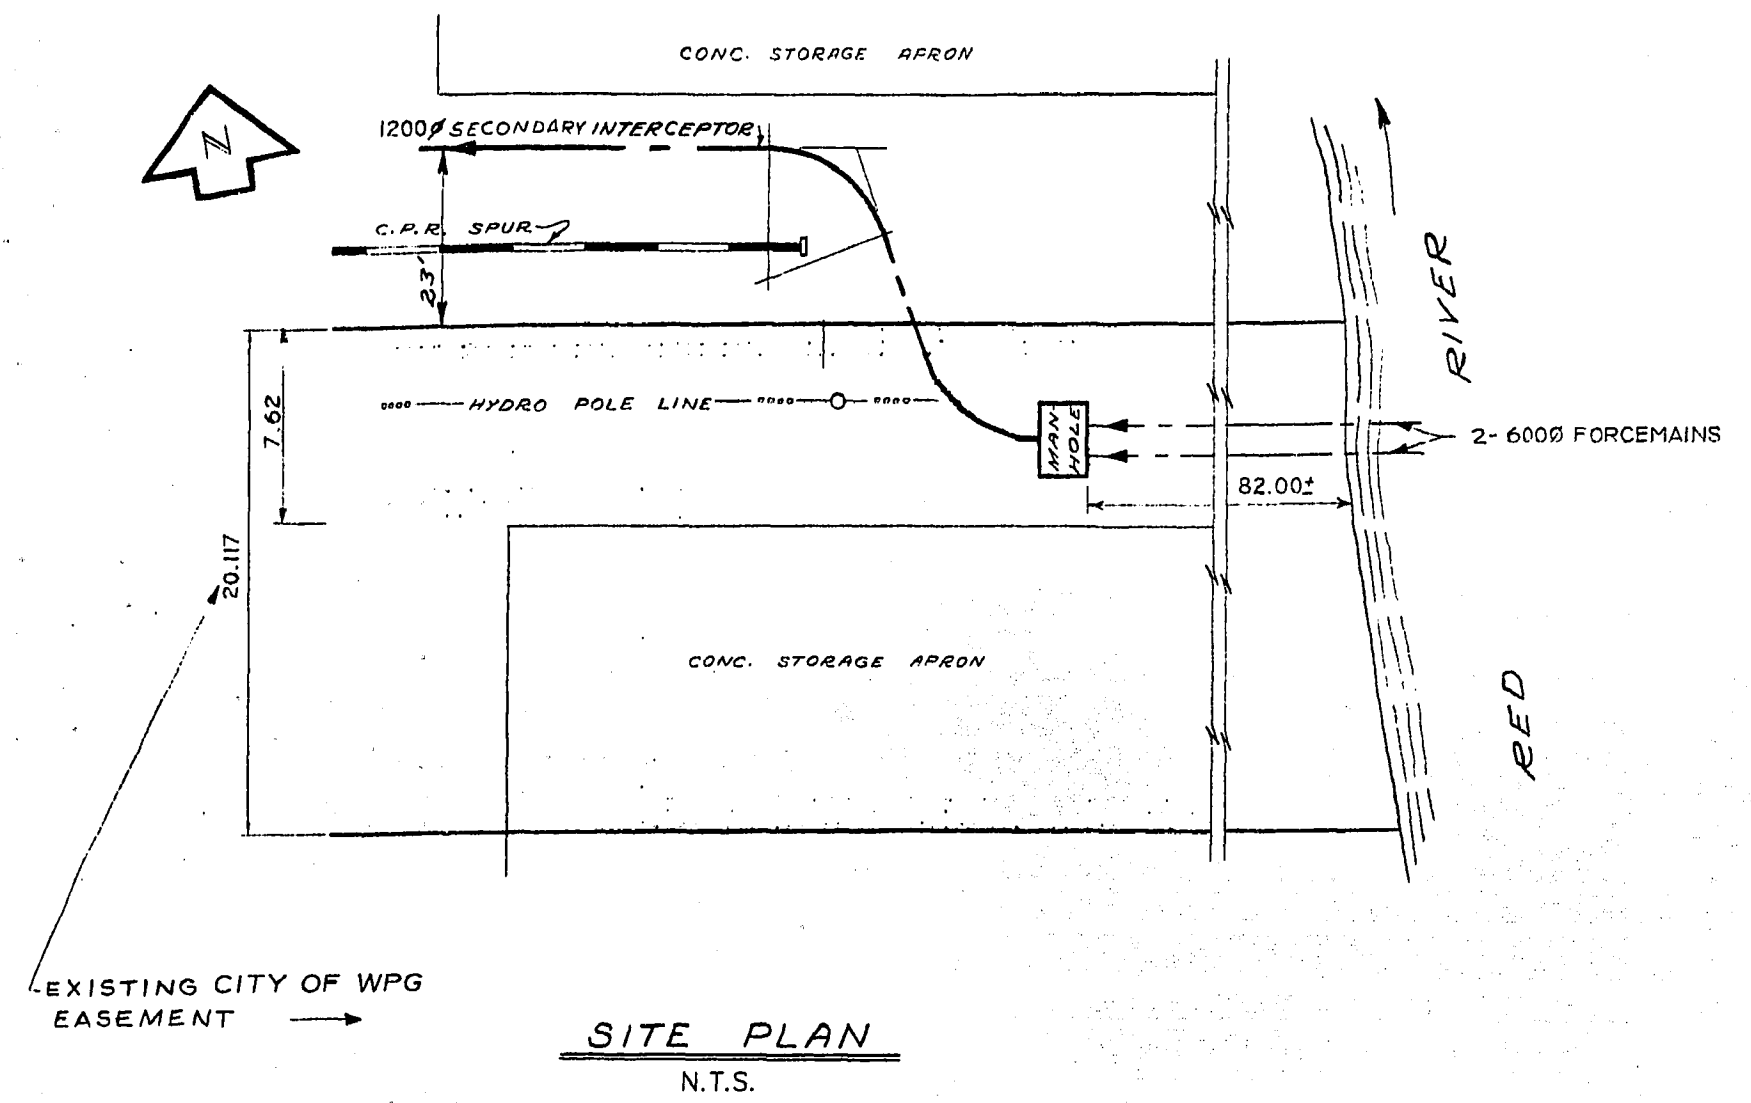 CONC. STORAGE APRON
N
1200Ø SECONDARY INTERCEPTOR
C.P.R. SPUR
23'
RIVER
7.62
HYDRO POLE LINE
MAN-
HOLE
2-600Ø FORCEMAINS
82.00±
20.117
CONC. STORAGE APRON
RED
EXISTING CITY OF WPG
EASEMENT
SITE PLAN
N.T.S.